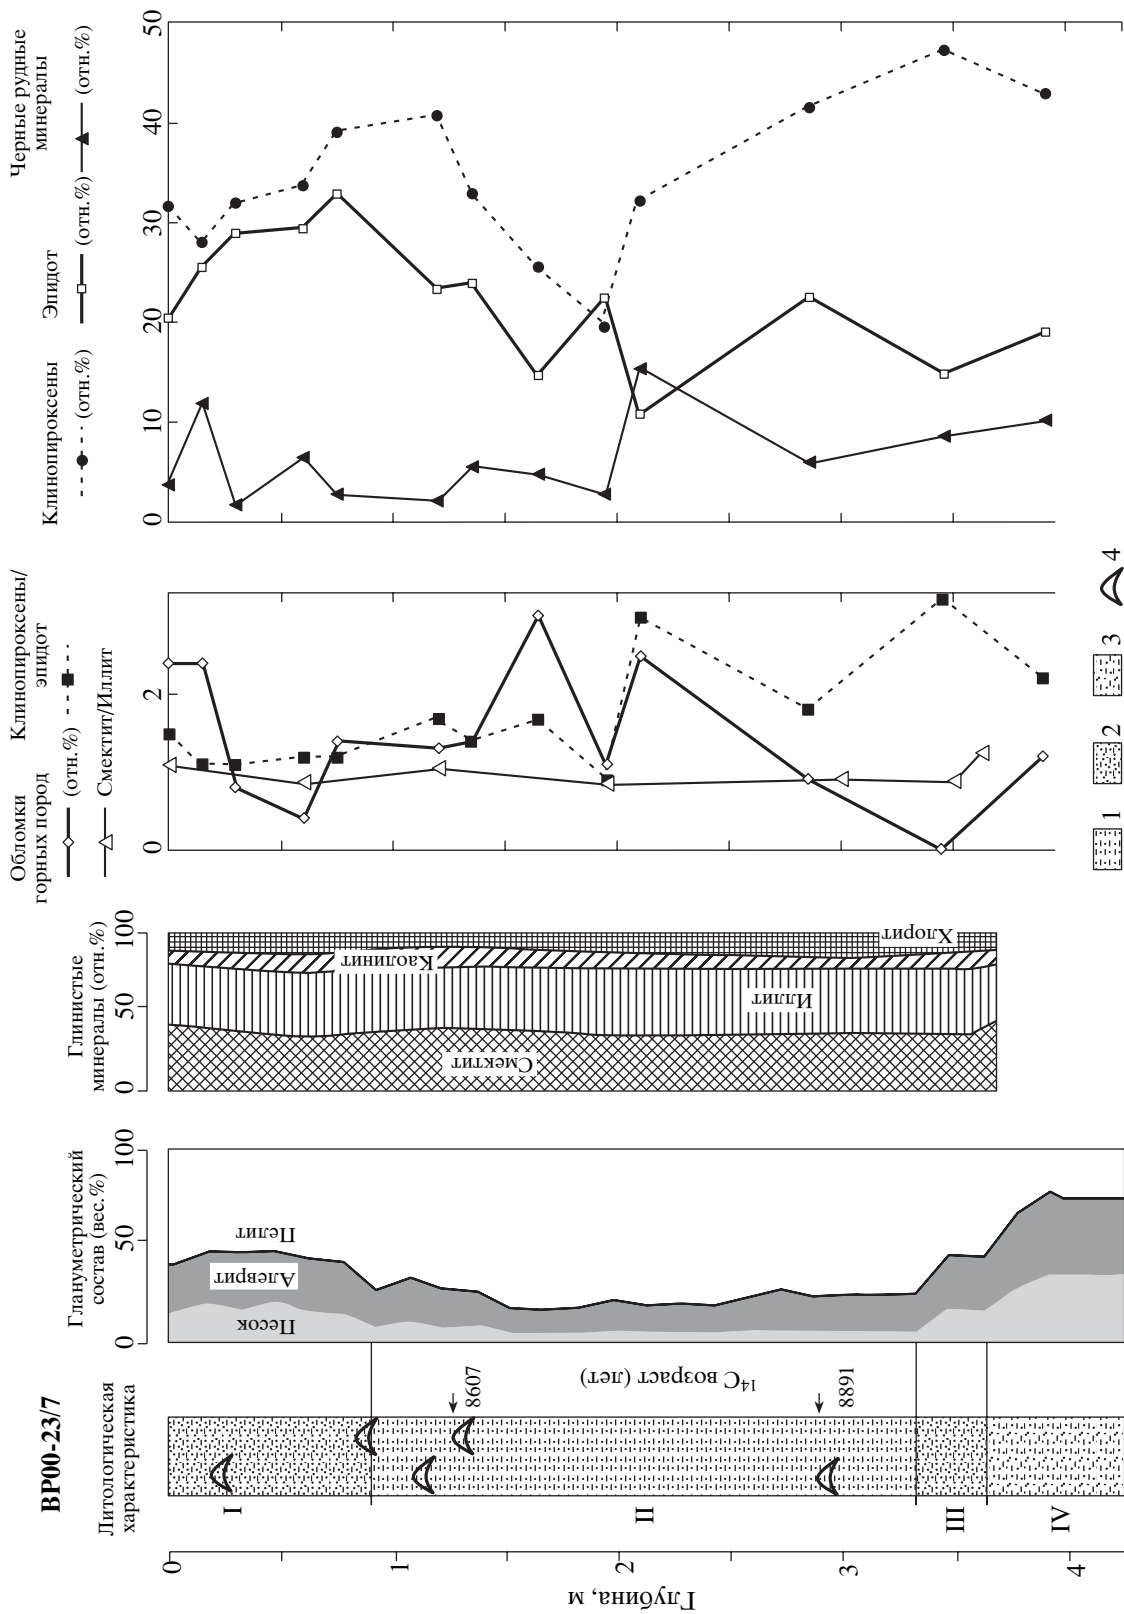 BP00-23/7
Литологическая
характеристика
Глубина, м
0
1
2
3
4
I
II
III
IV
8607
8891
¹⁴C возраст (лет)
Гланулметрический
состав (вес.%)
0
50
100
Песок
Алеврит
Пелит
Глинистые
минералы (отн.%)
0
50
100
Смектит
Иллит
Каолинит
Хлорит
Обломки
горных пород
(отн.%)
Клинопироксены/
эпидот
Смектит/Иллит
0
2
Клинопироксены
(отн.%)
Эпидот
(отн.%)
Черные рудные
минералы
(отн.%)
0
10
20
30
40
50
1
2
3
4